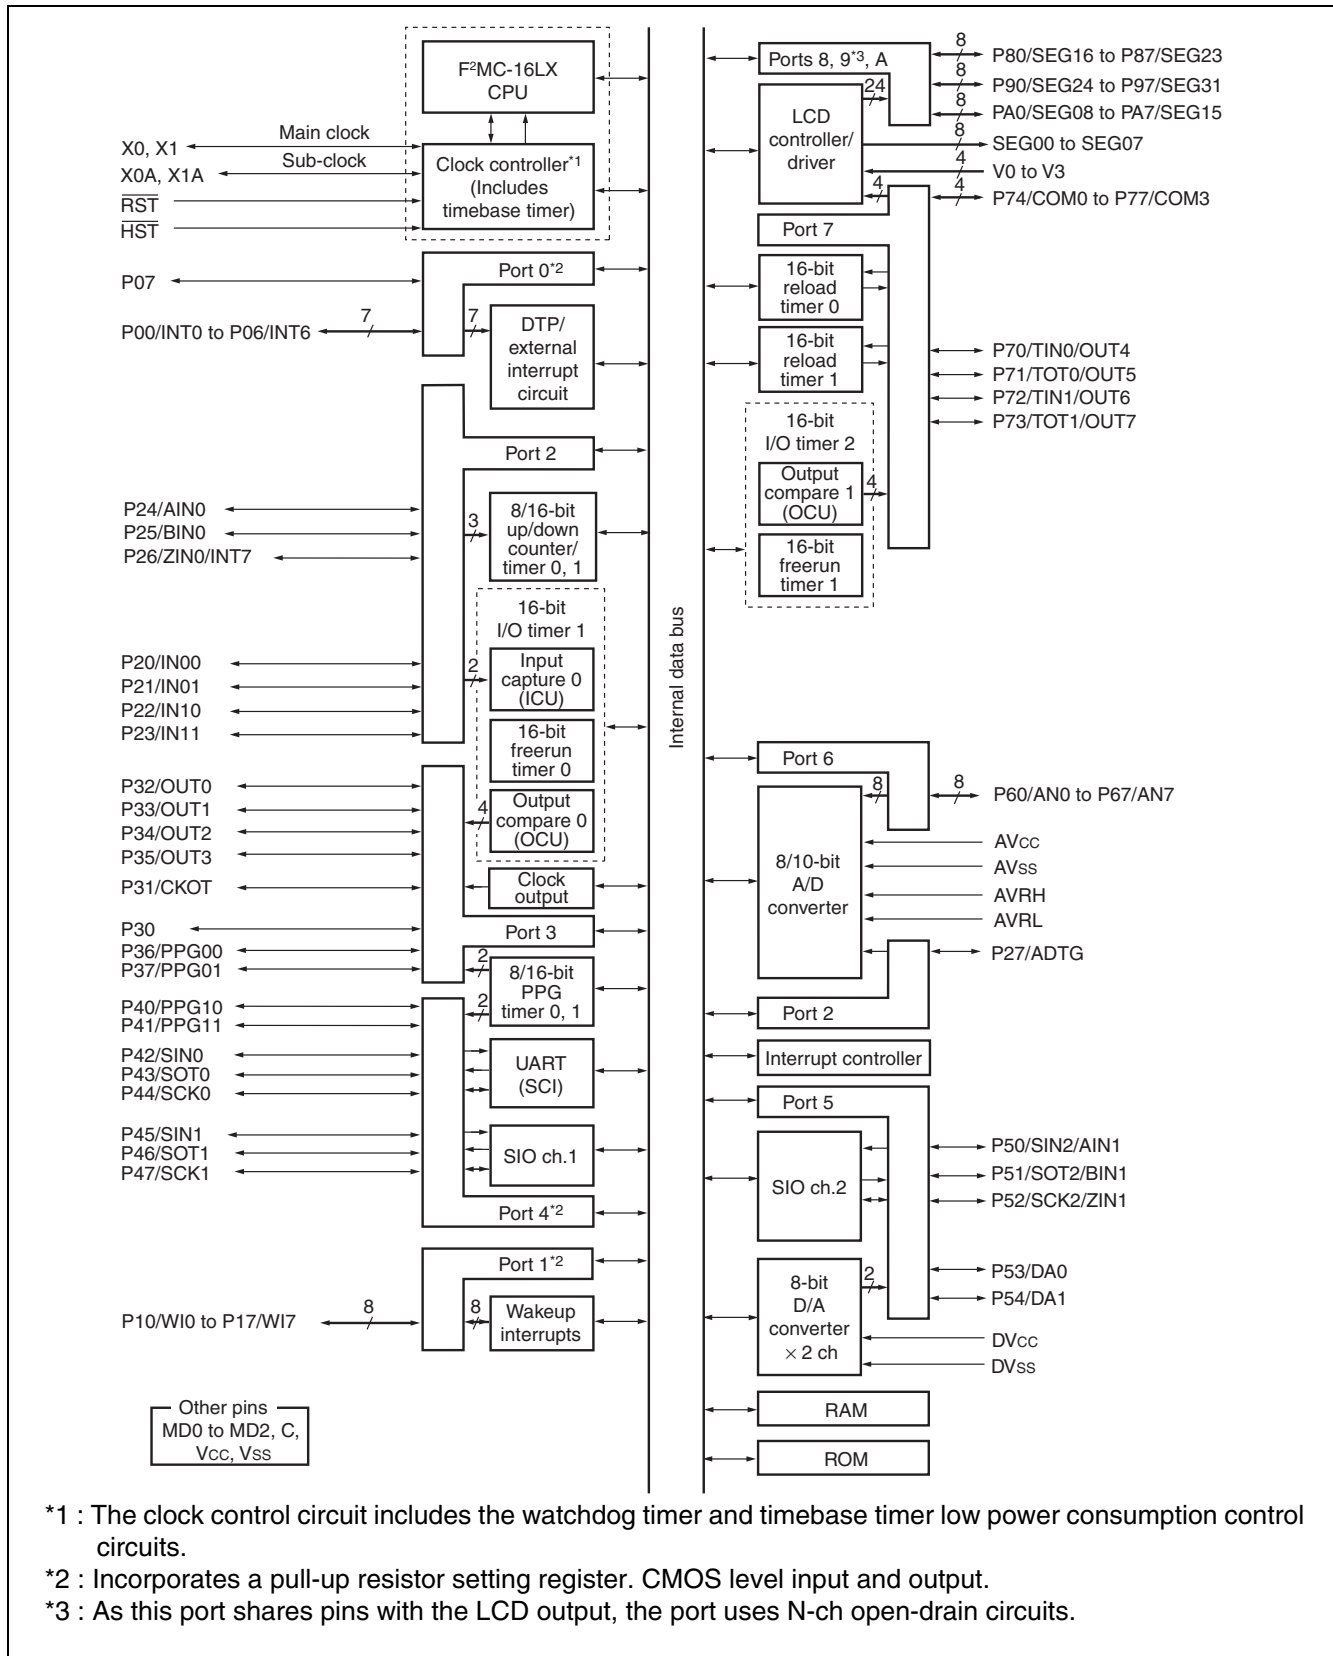 F²MC-16LX
CPU
Main clock
X0, X1
Sub-clock
X0A, X1A
RST
HST
Clock controller*1
(Includes
timebase timer)
Port 0*2
P07
P00/INT0 to P06/INT6
7
7
DTP/
external
interrupt
circuit
Port 2
P24/AIN0
P25/BIN0
P26/ZIN0/INT7
3
8/16-bit
up/down
counter/
timer 0, 1
16-bit
I/O timer 1
P20/IN00
P21/IN01
P22/IN10
P23/IN11
2
Input
capture 0
(ICU)
16-bit
freerun
timer 0
P32/OUT0
P33/OUT1
P34/OUT2
P35/OUT3
4
Output
compare 0
(OCU)
P31/CKOT
Clock
output
P30
Port 3
P36/PPG00
P37/PPG01
2
8/16-bit
PPG
timer 0, 1
P40/PPG10
P41/PPG11
2
P42/SIN0
P43/SOT0
P44/SCK0
UART
(SCI)
P45/SIN1
P46/SOT1
P47/SCK1
SIO ch.1
Port 4*2
Port 1*2
P10/WI0 to P17/WI7
8
8
Wakeup
interrupts
Other pins
MD0 to MD2, C,
VCC, VSS
Internal data bus
Ports 8, 9*3, A
8
P80/SEG16 to P87/SEG23
8
P90/SEG24 to P97/SEG31
8
PA0/SEG08 to PA7/SEG15
24
LCD
controller/
driver
8
SEG00 to SEG07
4
V0 to V3
4
4
P74/COM0 to P77/COM3
Port 7
16-bit
reload
timer 0
16-bit
reload
timer 1
P70/TIN0/OUT4
P71/TOT0/OUT5
P72/TIN1/OUT6
P73/TOT1/OUT7
16-bit
I/O timer 2
Output
compare 1
(OCU)
4
16-bit
freerun
timer 1
Port 6
8
8
P60/AN0 to P67/AN7
8/10-bit
A/D
converter
AVCC
AVSS
AVRH
AVRL
P27/ADTG
Port 2
Interrupt controller
Port 5
SIO ch.2
P50/SIN2/AIN1
P51/SOT2/BIN1
P52/SCK2/ZIN1
8-bit
D/A
converter
× 2 ch
2
P53/DA0
P54/DA1
DVCC
DVSS
RAM
ROM
*1 : The clock control circuit includes the watchdog timer and timebase timer low power consumption control
circuits.
*2 : Incorporates a pull-up resistor setting register. CMOS level input and output.
*3 : As this port shares pins with the LCD output, the port uses N-ch open-drain circuits.